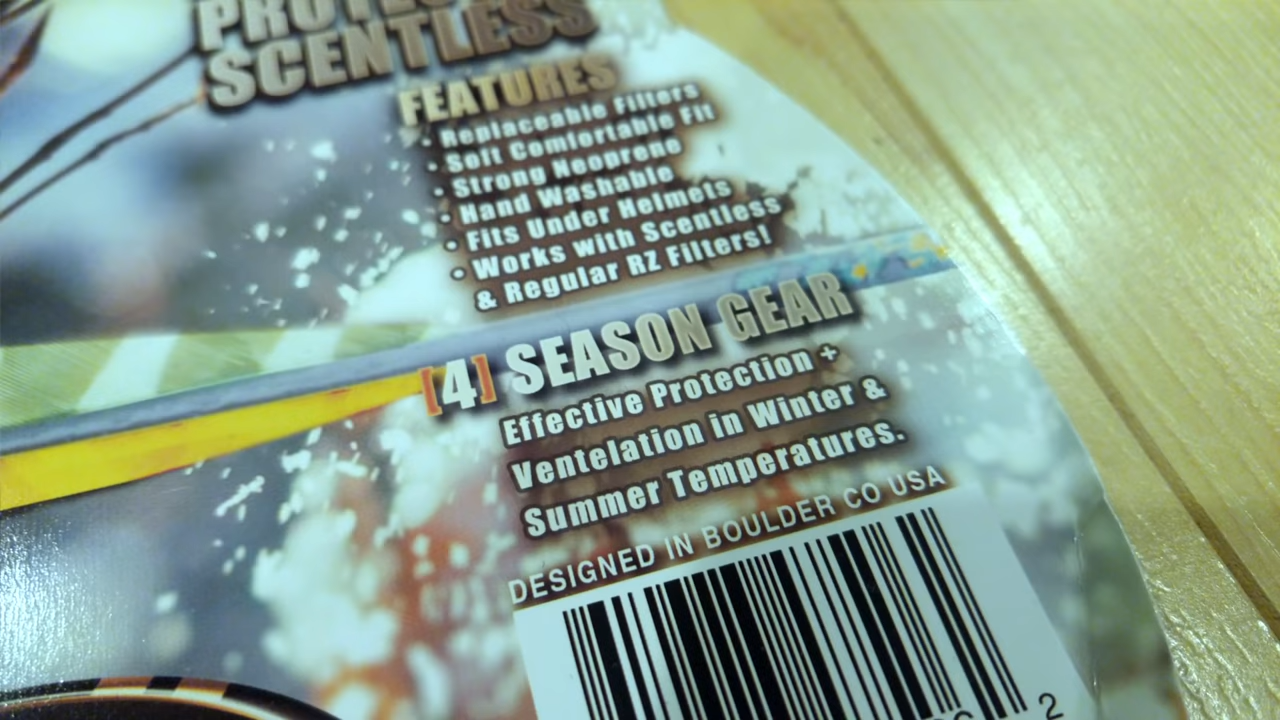 SCENTLESS
FEATURES
• Replaceable Filters
• Soft Comfortable Fit
• Strong Neoprene
• Hand Washable
• Fits Under Helmets
• Works with Scentless
& Regular RZ Filters!
[4] SEASON GEAR
Effective Protection +
Ventelation in Winter &
Summer Temperatures.
DESIGNED IN BOULDER CO USA
2